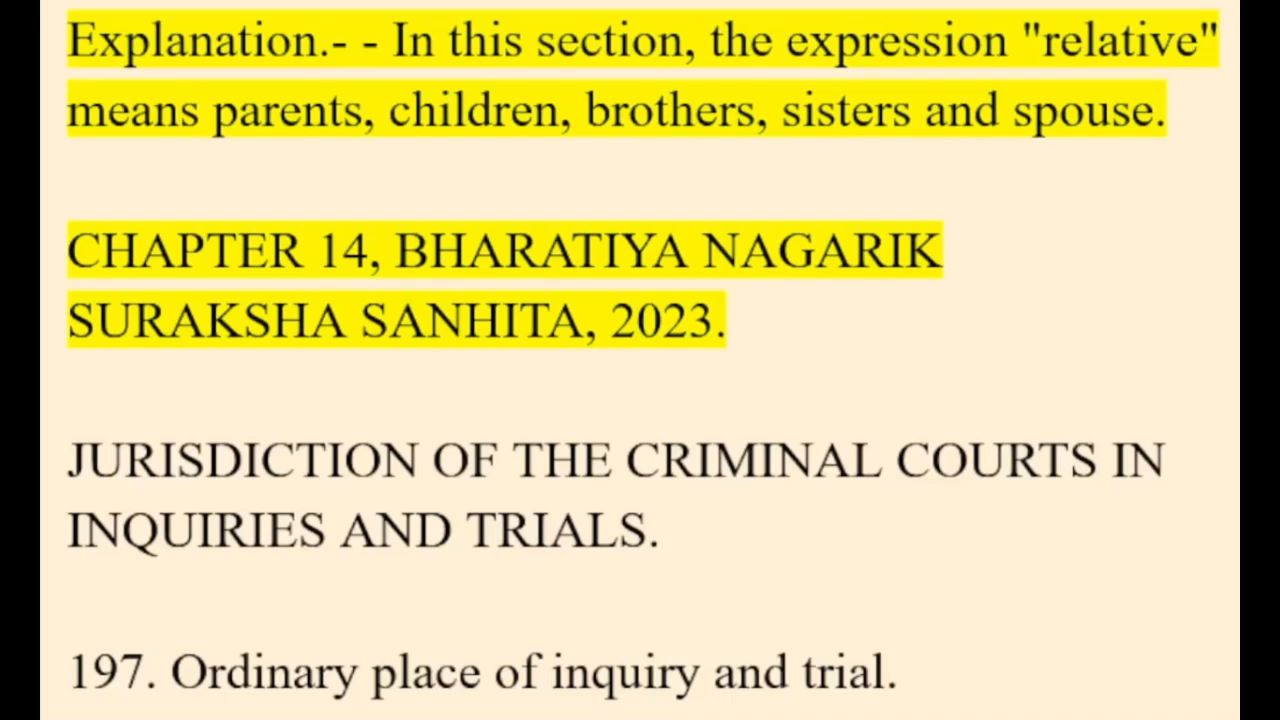 Explanation.- - In this section, the expression "relative"
means parents, children, brothers, sisters and spouse.
CHAPTER 14, BHARATIYA NAGARIK
SURAKSHA SANHITA, 2023.
JURISDICTION OF THE CRIMINAL COURTS IN
INQUIRIES AND TRIALS.
197. Ordinary place of inquiry and trial.